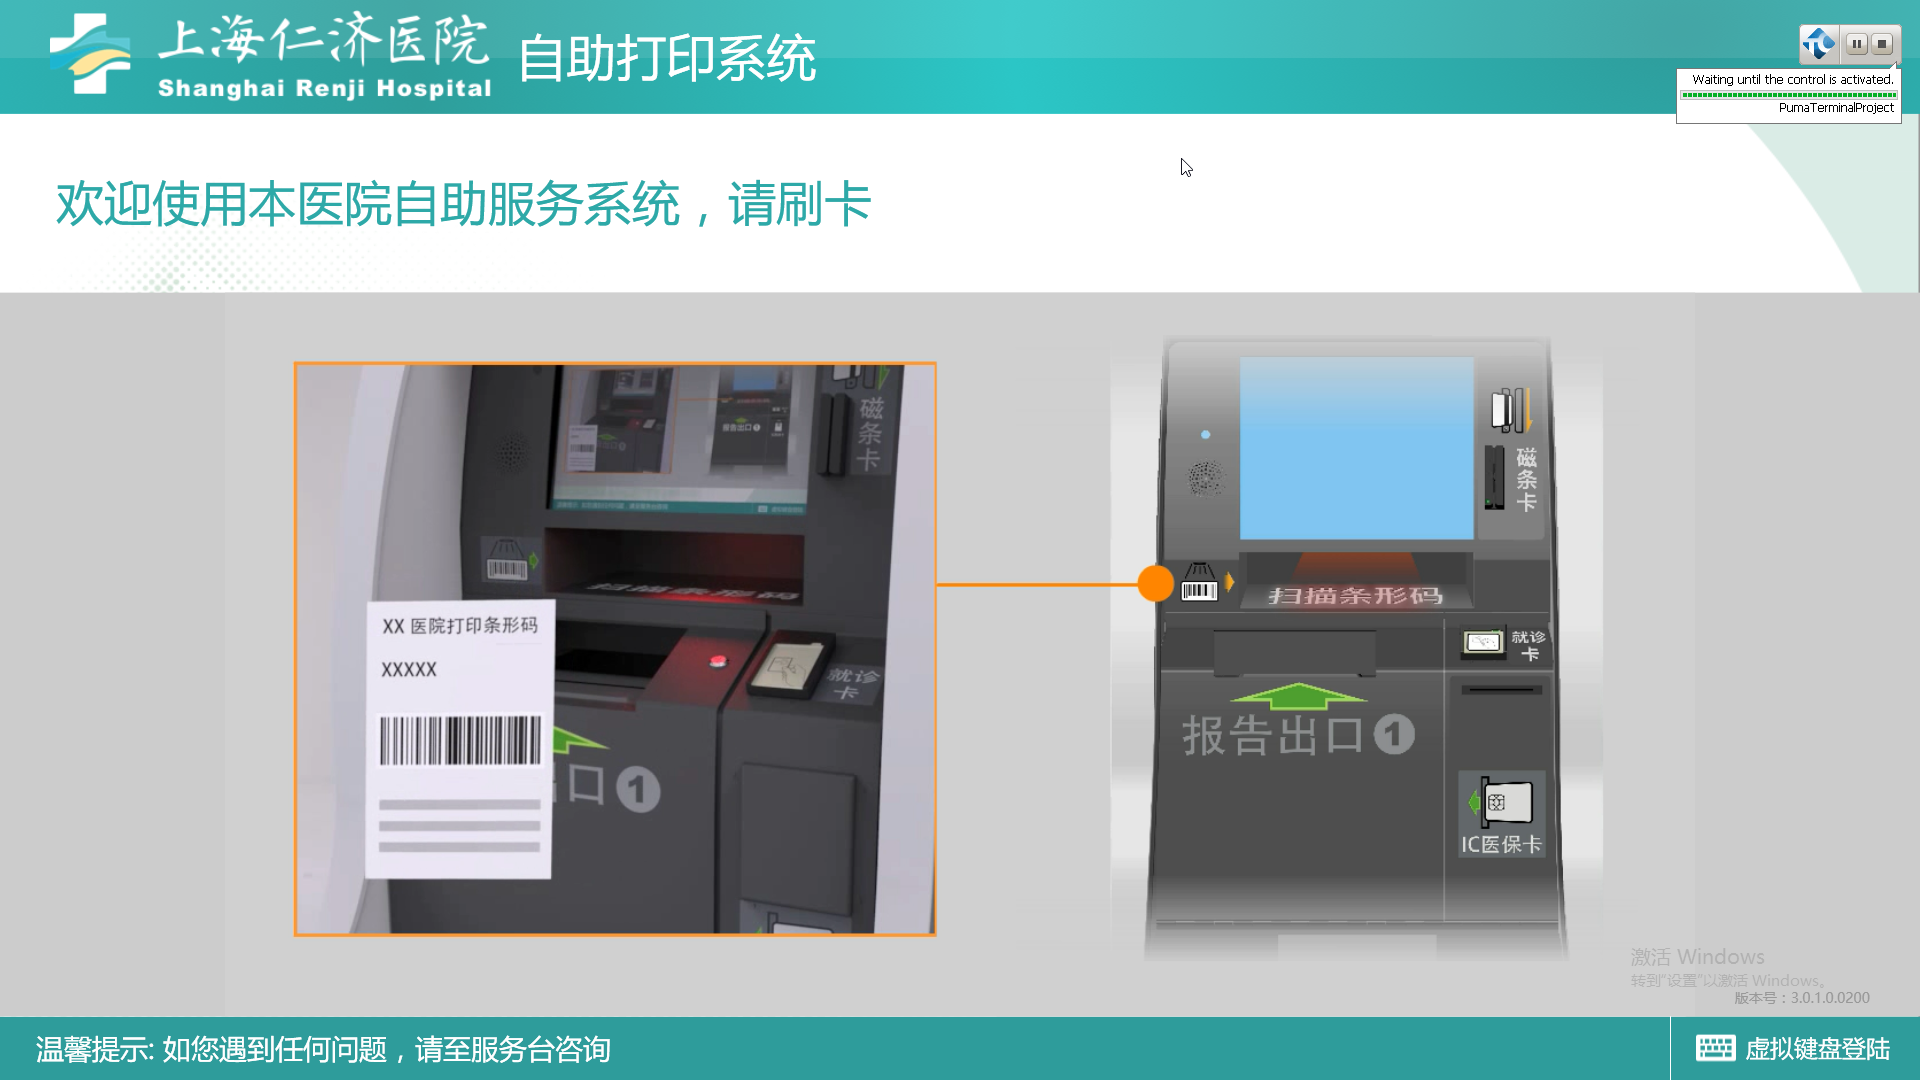 上海仁济医院
Shanghai Renji Hospital
自助打印系统
Waiting until the control is activated.
PumaTerminalProject
欢迎使用本医院自助服务系统，请刷卡
磁条卡
报告出口1
扫描条形码
XX 医院打印条形码
XXXXX
就诊卡
口1
磁条卡
扫描条形码
就诊卡
报告出口1
IC医保卡
激活 Windows
转到"设置"以激活 Windows。
版本号：3.0.1.0.0200
温馨提示: 如您遇到任何问题，请至服务台咨询
虚拟键盘登陆